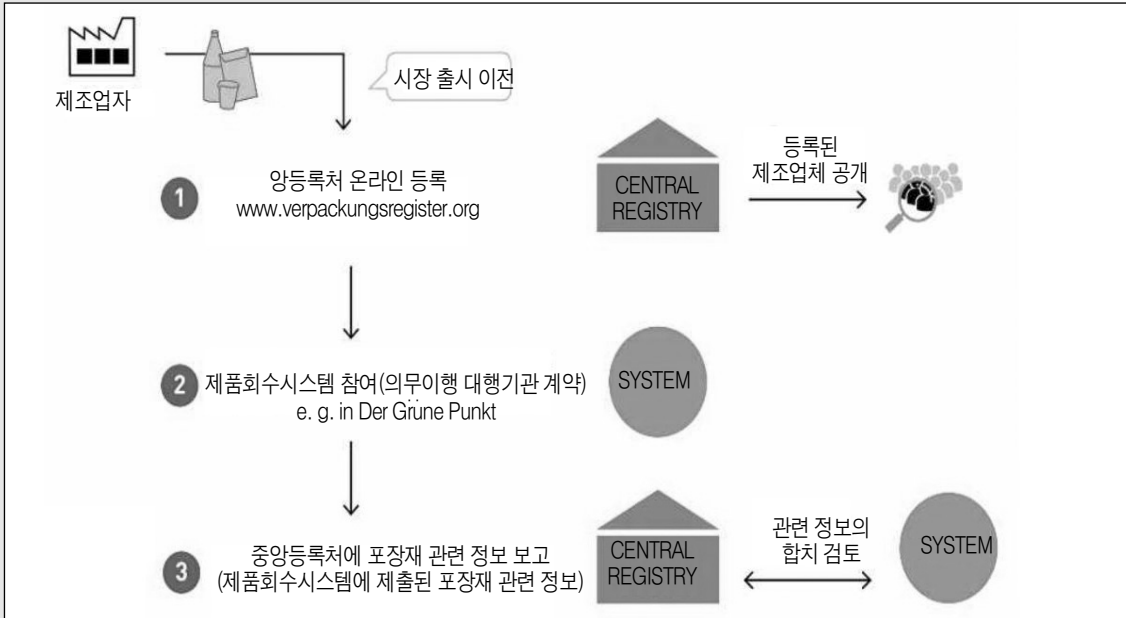 제조업자
시장 출시 이전
1
앙등록처 온라인 등록
www.verpackungsregister.org
CENTRAL
REGISTRY
등록된
제조업체 공개
2
제품회수시스템 참여(의무이행 대행기관 계약)
e. g. in Der Grüne Punkt
SYSTEM
3
중앙등록처에 포장재 관련 정보 보고
(제품회수시스템에 제출된 포장재 관련 정보)
CENTRAL
REGISTRY
관련 정보의
합치 검토
SYSTEM